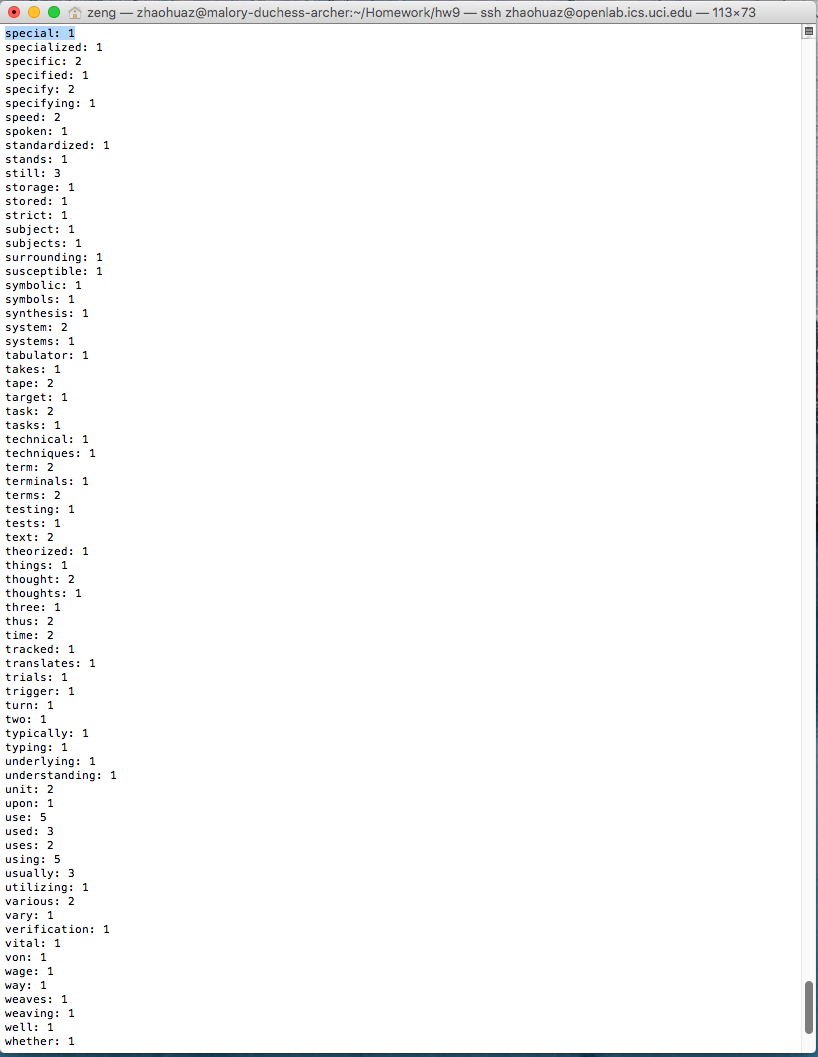 zeng — zhaohuaz@malory-duchess-archer:~/Homework/hw9 — ssh zhaohuaz@openlab.ics.uci.edu — 113×73
special: 1
specialized: 1
specific: 2
specified: 1
specify: 2
specifying: 1
speed: 2
spoken: 1
standardized: 1
stands: 1
still: 3
storage: 1
stored: 1
strict: 1
subject: 1
subjects: 1
surrounding: 1
susceptible: 1
symbolic: 1
symbols: 1
synthesis: 1
system: 2
systems: 1
tabulator: 1
takes: 1
tape: 2
target: 1
task: 2
tasks: 1
technical: 1
techniques: 1
term: 2
terminals: 1
terms: 2
testing: 1
tests: 1
text: 2
theorized: 1
things: 1
thought: 2
thoughts: 1
three: 1
thus: 2
time: 2
tracked: 1
translates: 1
trials: 1
trigger: 1
turn: 1
two: 1
typically: 1
typing: 1
underlying: 1
understanding: 1
unit: 2
upon: 1
use: 5
used: 3
uses: 2
using: 5
usually: 3
utilizing: 1
various: 2
vary: 1
verification: 1
vital: 1
von: 1
wage: 1
way: 1
weaves: 1
weaving: 1
well: 1
whether: 1